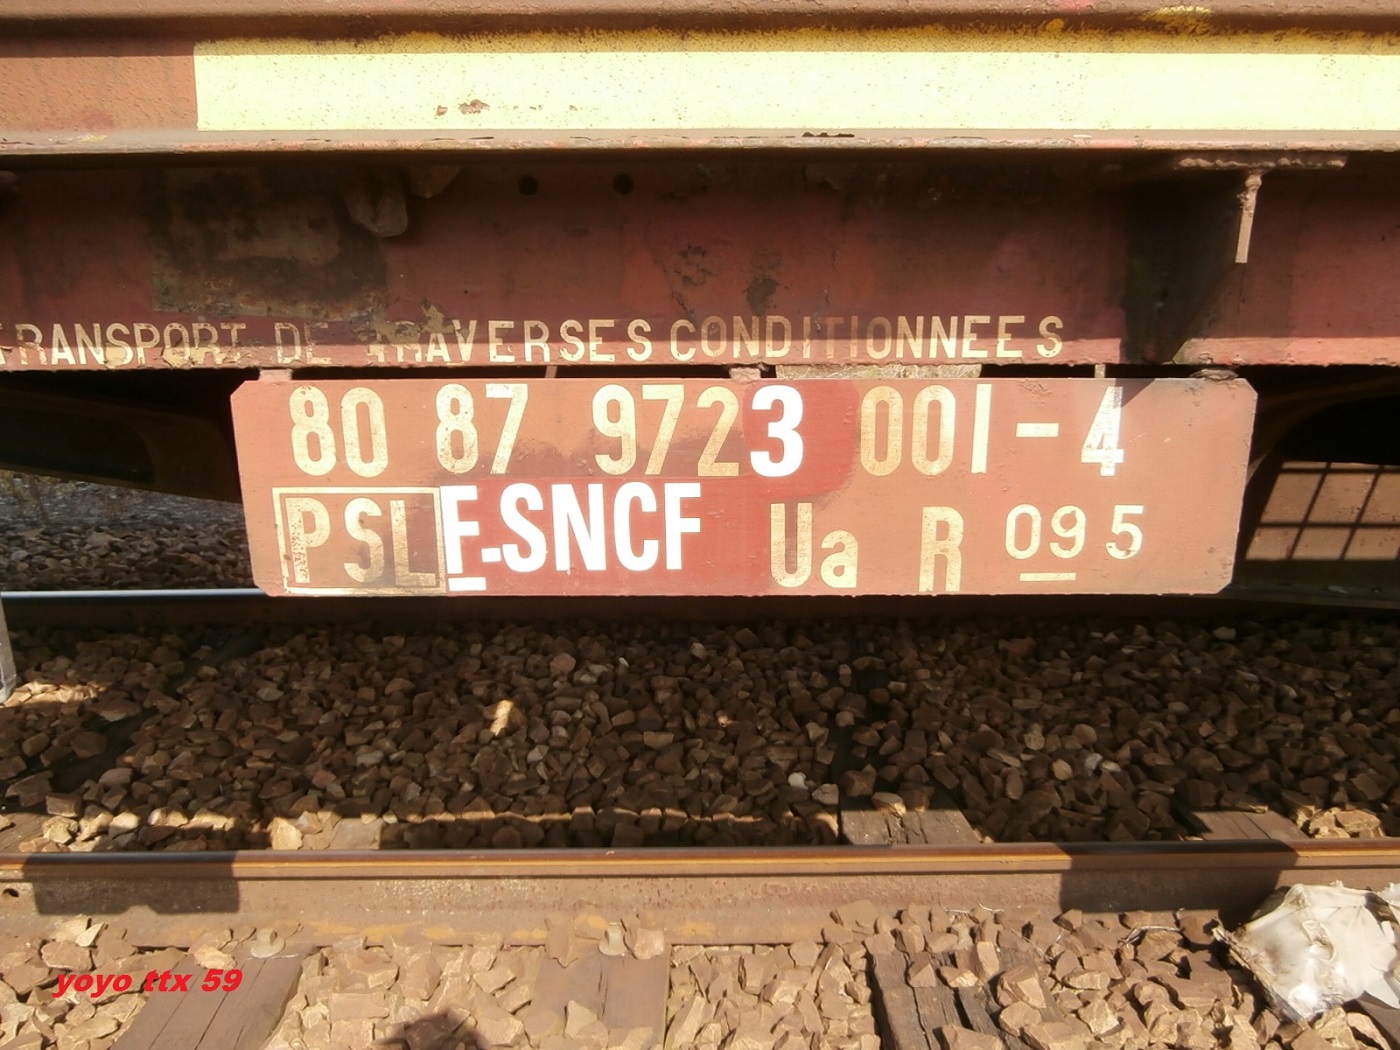 TRANSPORT DE TRAVERSES CONDITIONNEES
80 87 9723 001-4
PSL F-SNCF Ua R 095
yoyo ttx 59